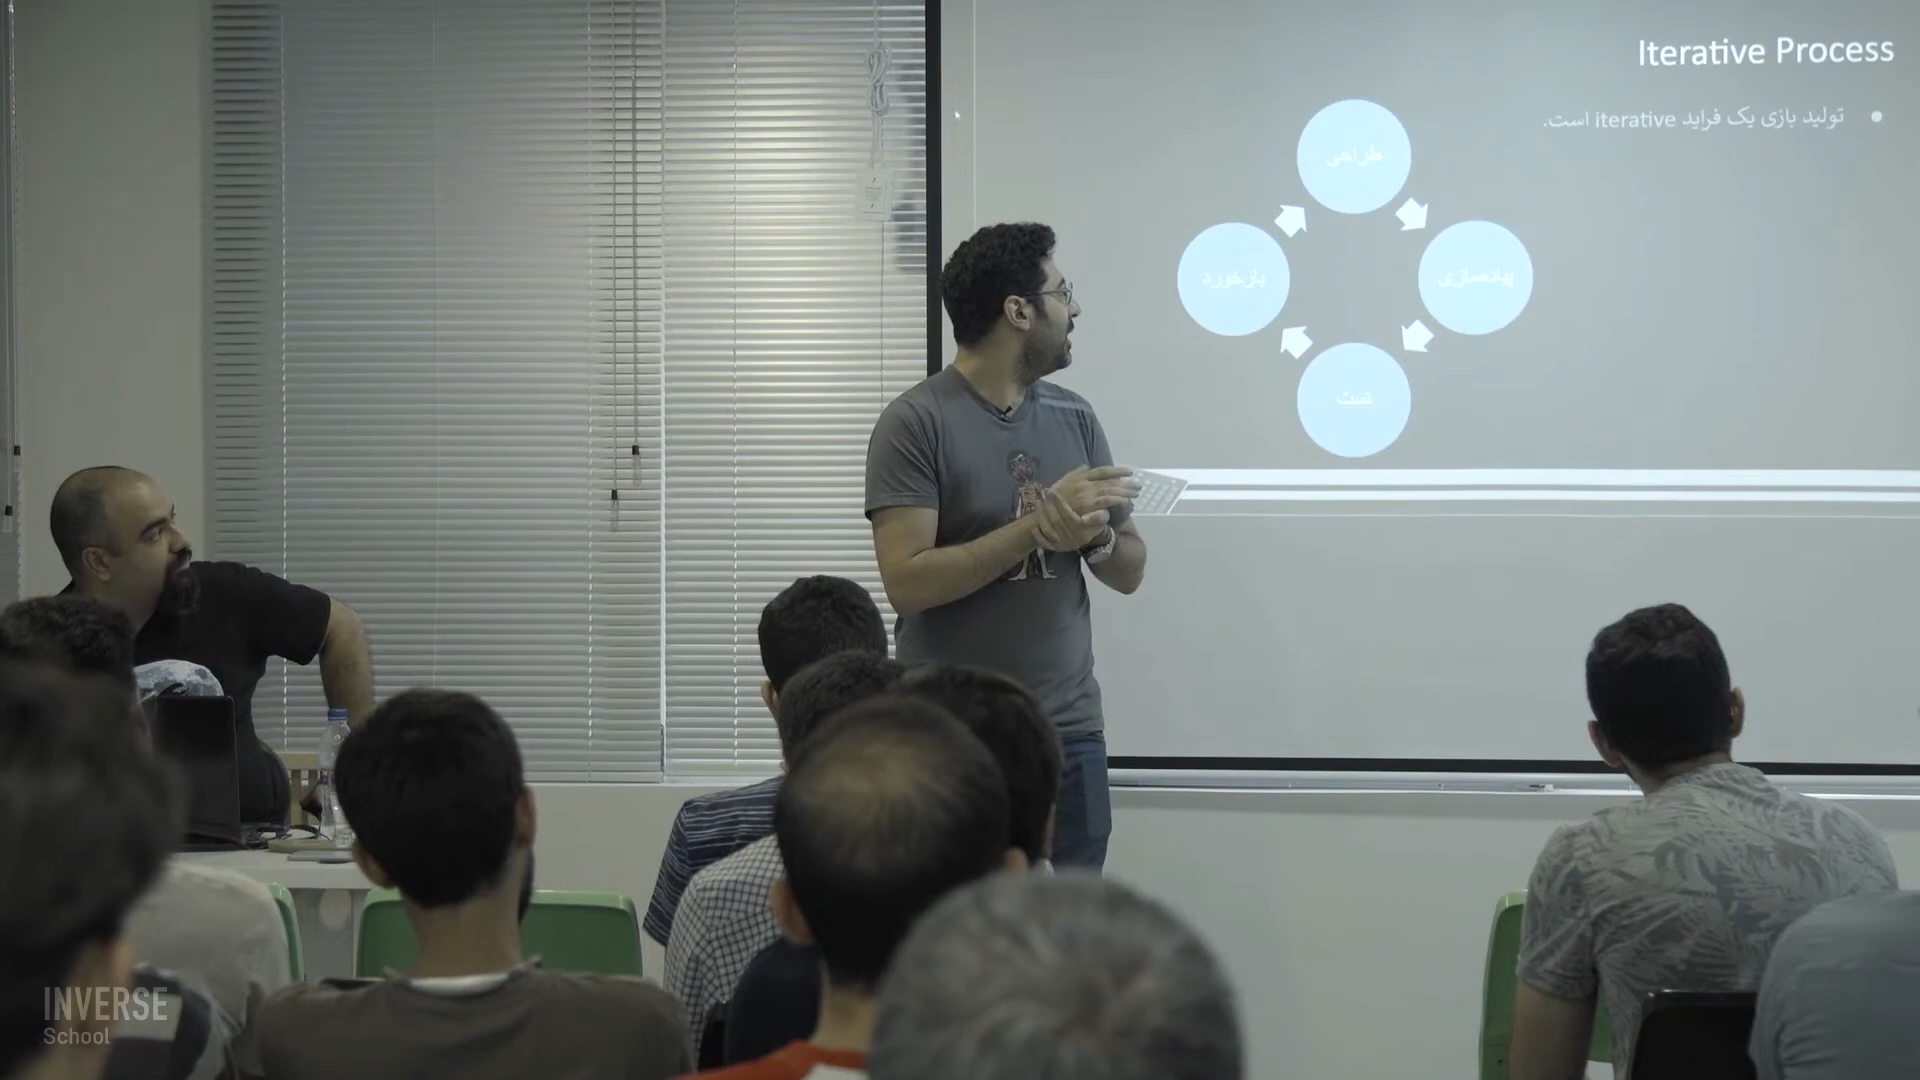 Iterative Process
تولید بازی یک فراید iterative است.
طراحی
پیاده‌سازی
تست
بازخورد
INVERSE
School